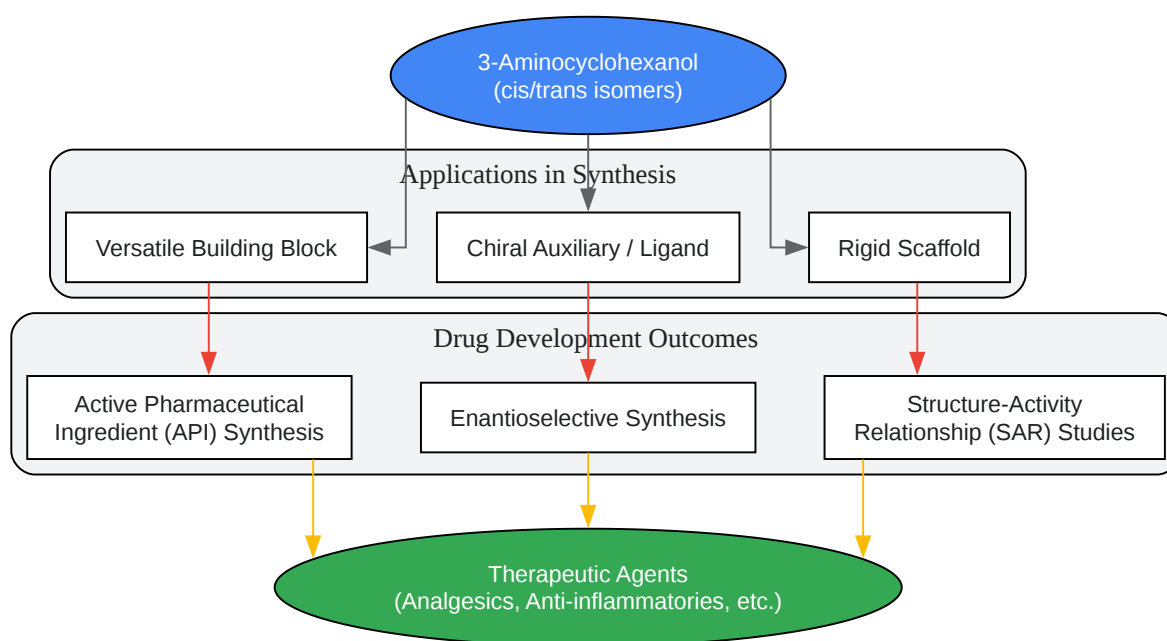 3-Aminocyclohexanol
(cis/trans isomers)
Applications in Synthesis
Versatile Building Block
Chiral Auxiliary / Ligand
Rigid Scaffold
Drug Development Outcomes
Active Pharmaceutical
Ingredient (API) Synthesis
Enantioselective Synthesis
Structure-Activity
Relationship (SAR) Studies
Therapeutic Agents
(Analgesics, Anti-inflammatories, etc.)